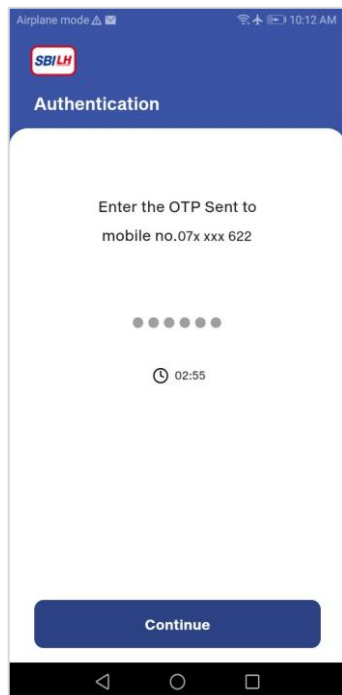 Airplane mode 10:12 AM
SBILH
Authentication
Enter the OTP Sent to
mobile no.07x xxx 622
02:55
Continue